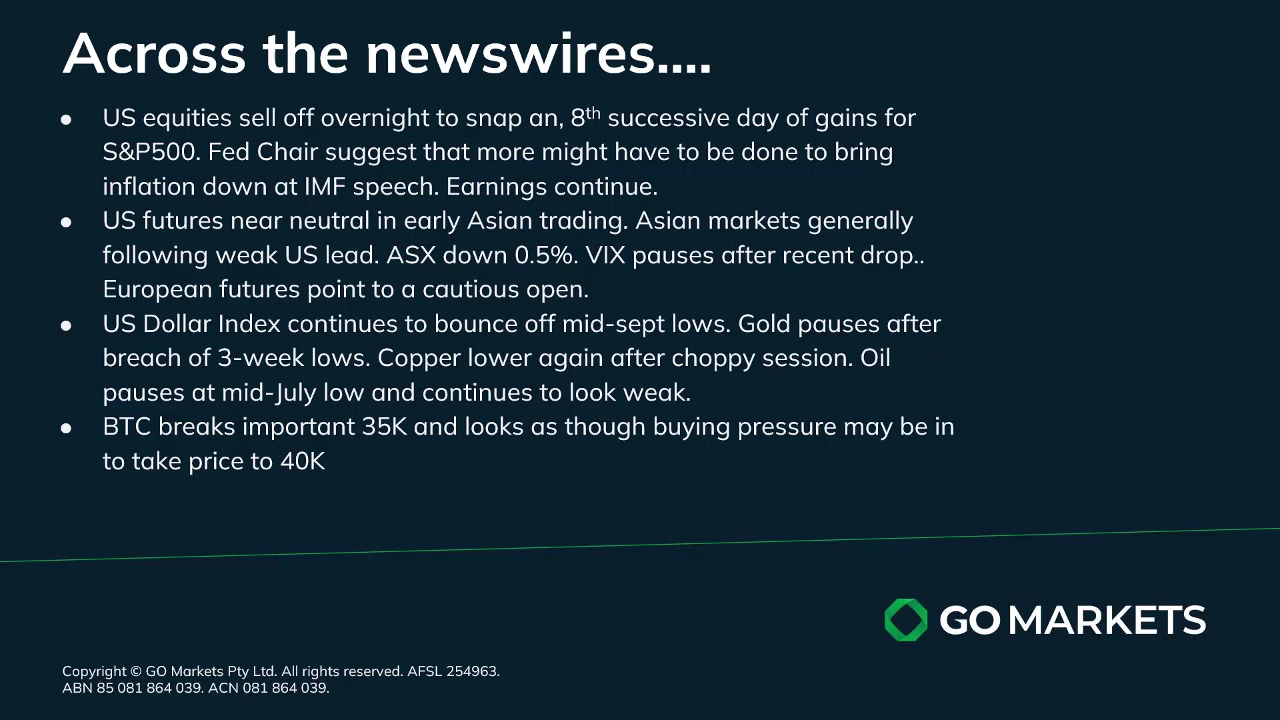 Across the newswires....
● US equities sell off overnight to snap an, 8th successive day of gains for
S&P500. Fed Chair suggest that more might have to be done to bring
inflation down at IMF speech. Earnings continue.
● US futures near neutral in early Asian trading. Asian markets generally
following weak US lead. ASX down 0.5%. VIX pauses after recent drop..
European futures point to a cautious open.
● US Dollar Index continues to bounce off mid-sept lows. Gold pauses after
breach of 3-week lows. Copper lower again after choppy session. Oil
pauses at mid-July low and continues to look weak.
● BTC breaks important 35K and looks as though buying pressure may be in
to take price to 40K
GO MARKETS
Copyright © GO Markets Pty Ltd. All rights reserved. AFSL 254963.
ABN 85 081 864 039. ACN 081 864 039.